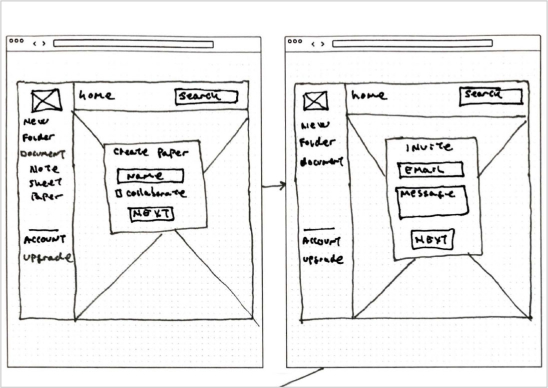 Home
Search
New
Folder
Document
Note
Sheet
Paper
Account
Upgrade
Create Paper
Name
Collaborate
NEXT
Home
Search
New
Folder
Document
Account
Upgrade
INVITE
EMAIL
Message
NEXT